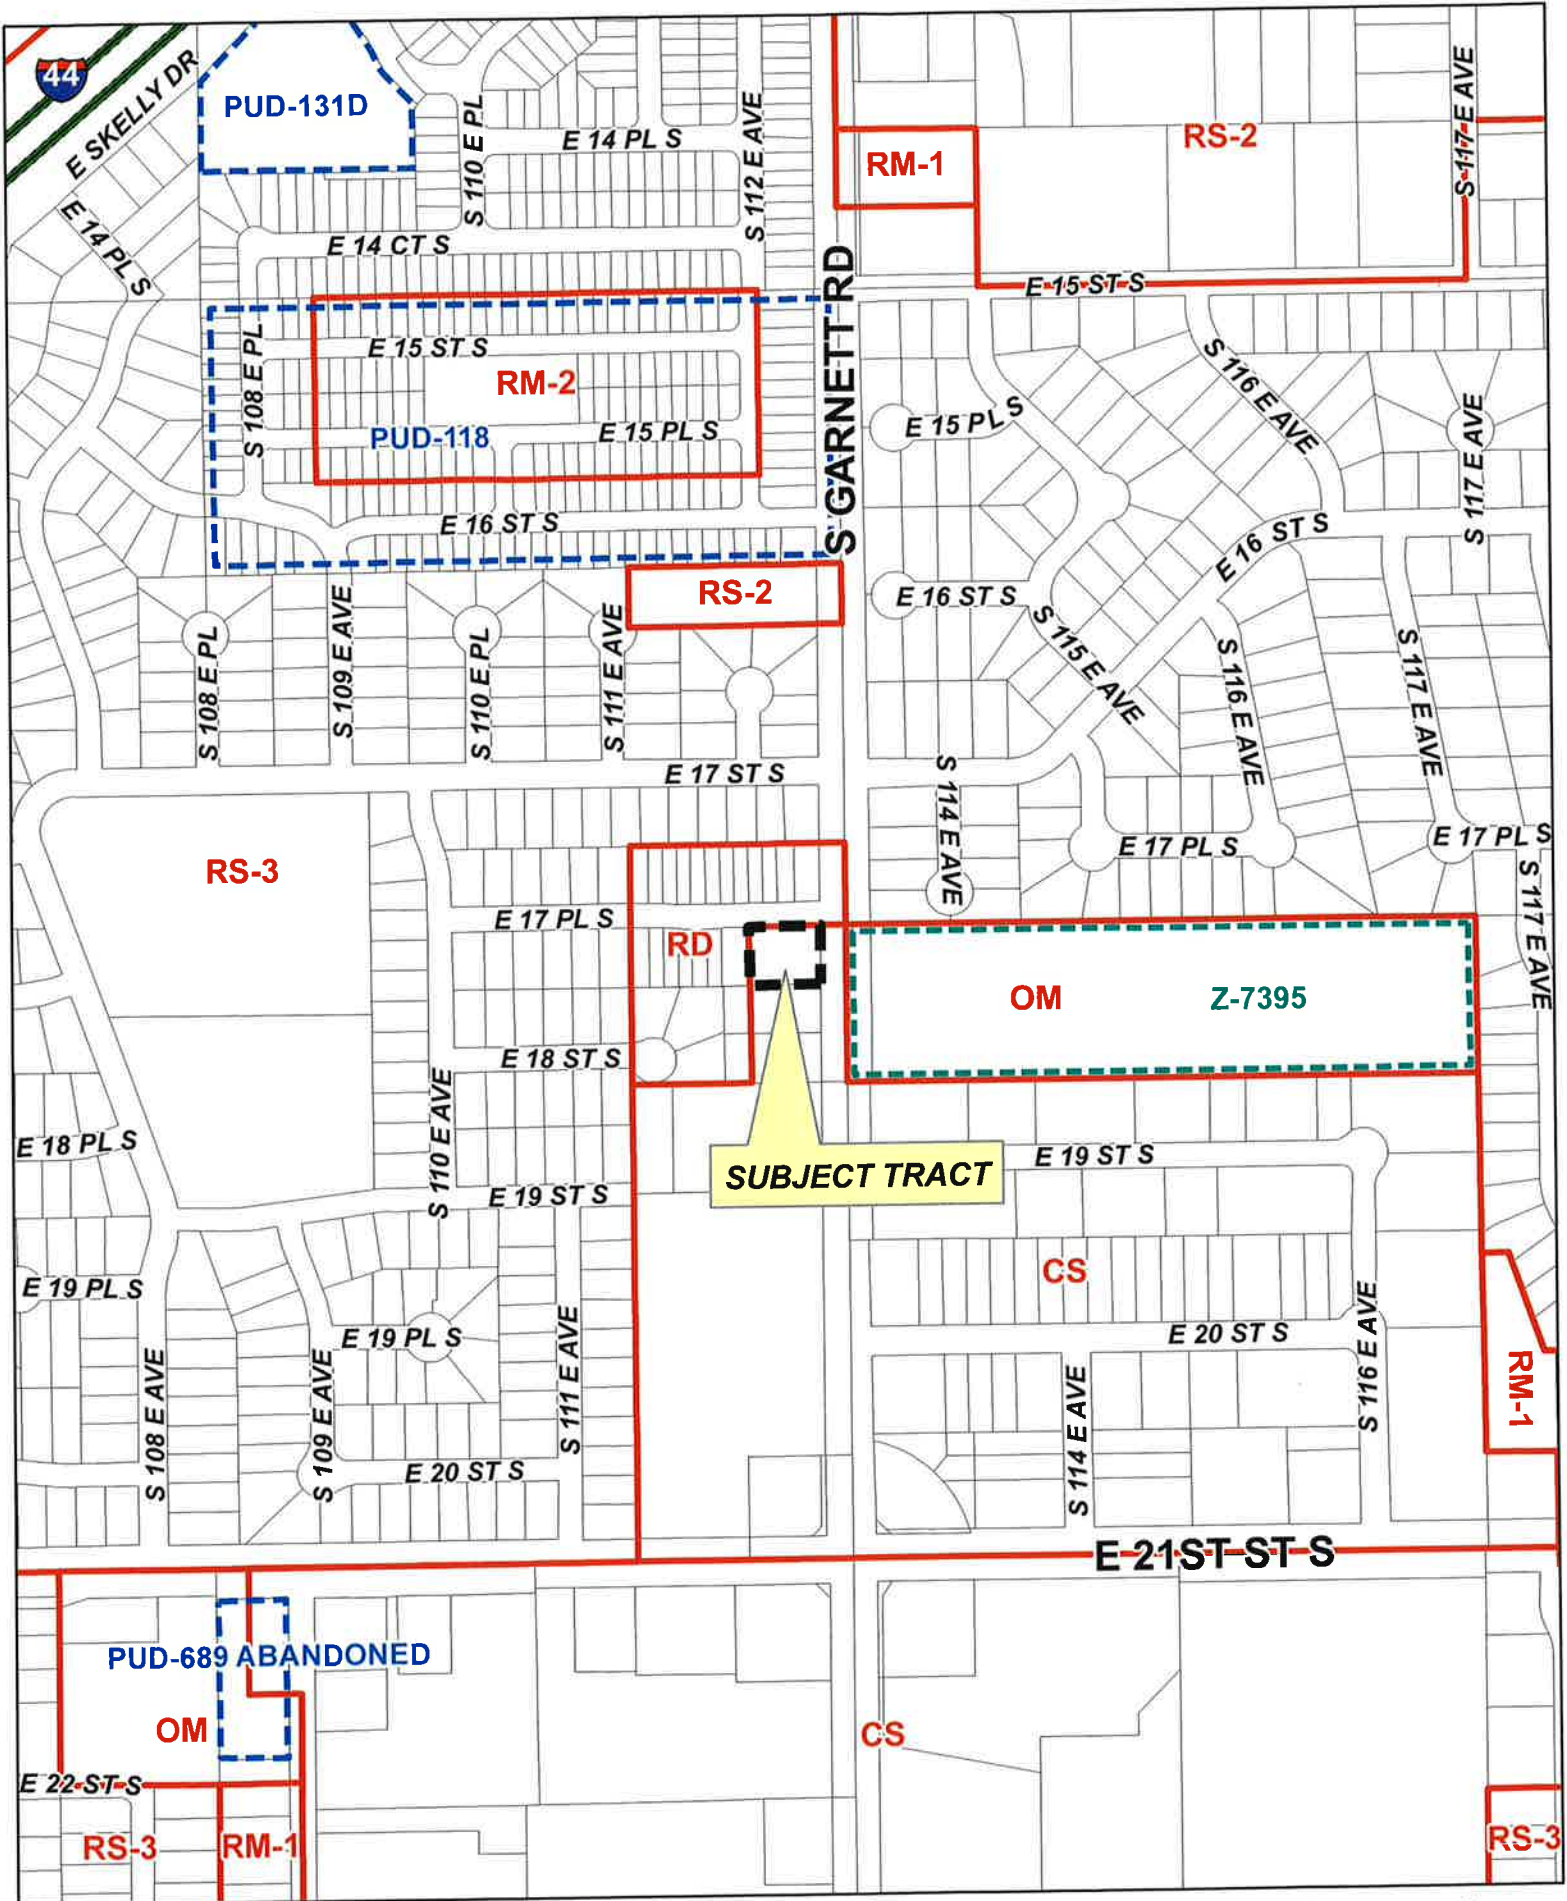 44
E SKELLY DR
PUD-131D
S 110 E PL
E 14 PL S
S 112 E AVE
RM-1
RS-2
S 117 E AVE
E 14 PL S
E 14 CT S
S GARNETT RD
E 15 ST S
S 108 E PL
E 15 ST S
RM-2
PUD-118
E 15 PL S
E 15 PL S
S 116 E AVE
S 117 E AVE
E 16 ST S
E 16 ST S
RS-2
E 16 ST S
S 108 E PL
S 109 E AVE
S 110 E PL
S 111 E AVE
S 115 E AVE
S 116 E AVE
S 117 E AVE
E 17 ST S
S 114 E AVE
E 17 PL S
E 17 PL S
RS-3
S 117 E AVE
E 17 PL S
RD
OM
Z-7395
E 18 ST S
S 110 E AVE
E 18 PL S
SUBJECT TRACT
E 19 ST S
E 19 ST S
CS
E 19 PL S
E 19 PL S
S 111 E AVE
E 20 ST S
S 116 E AVE
RM-1
S 108 E AVE
S 109 E AVE
S 114 E AVE
E 20 ST S
E 21ST ST S
PUD-689 ABANDONED
OM
CS
E 22 ST S
RS-3
RM-1
RS-3